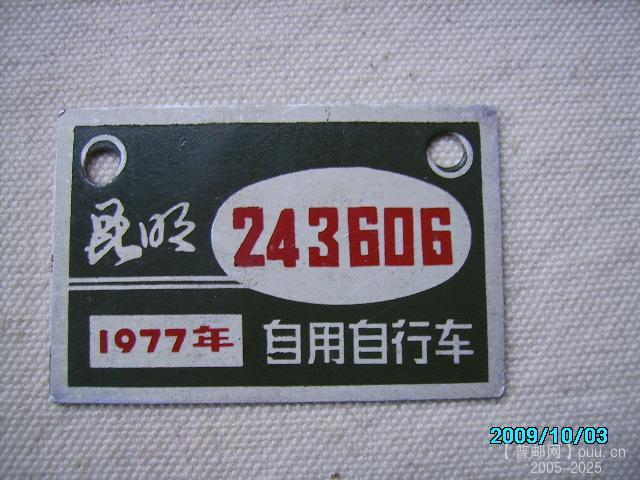 昆明
243606
1977年
自用自行车
2009/10/03
【普邮网】puu.cn
2005-2025